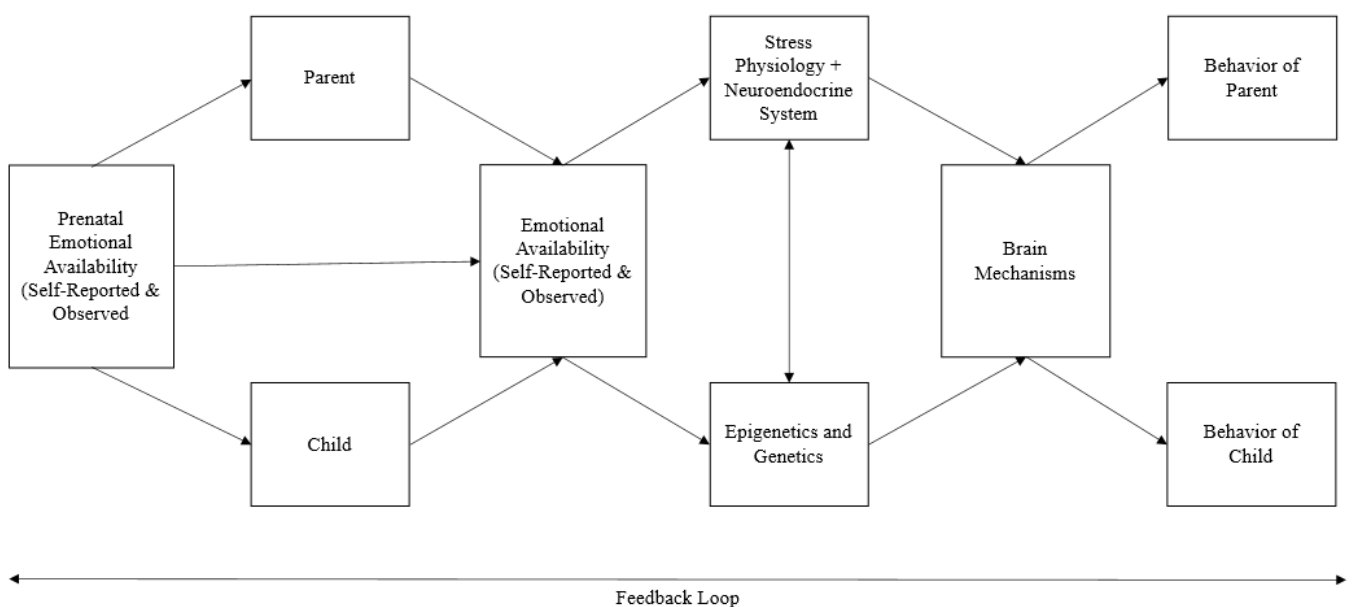 Parent
Stress
Physiology +
Neuroendocrine
System
Behavior of
Parent
Prenatal
Emotional
Availability
(Self-Reported &
Observed
Emotional
Availability
(Self-Reported &
Observed)
Brain
Mechanisms
Child
Epigenetics and
Genetics
Behavior of
Child
Feedback Loop